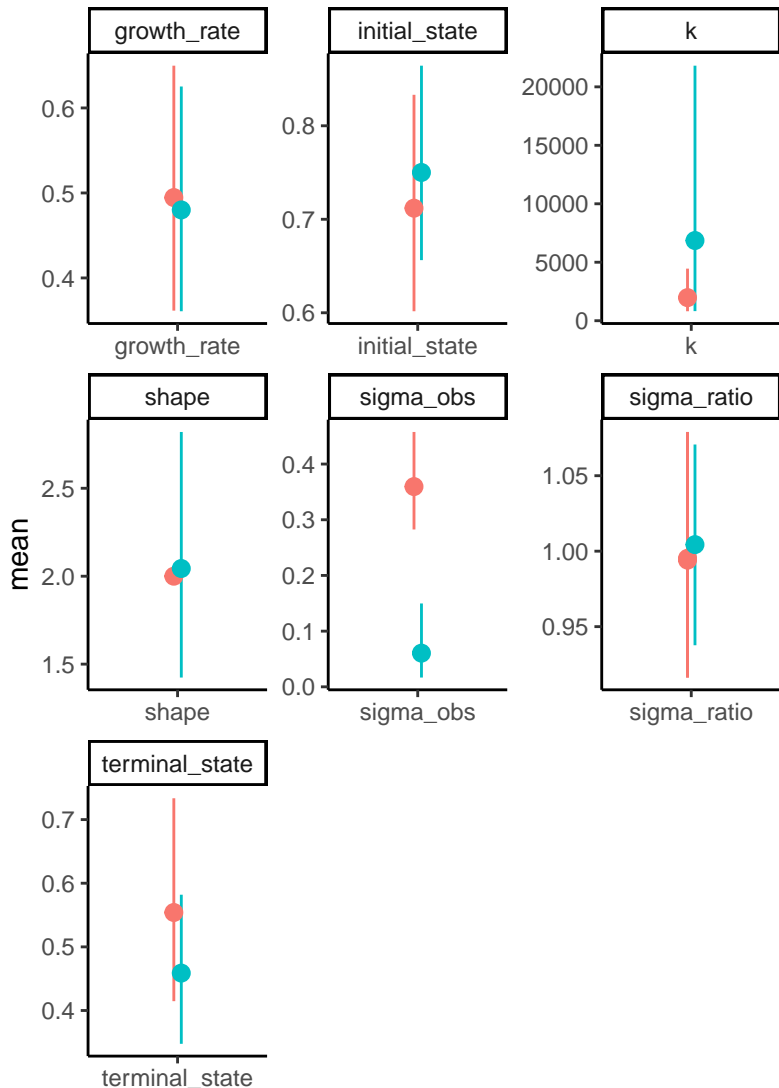 growth_rate
initial_state
k
0.6
0.5
0.4
growth_rate
0.8
0.7
0.6
initial_state
20000
15000
10000
5000
0
k
shape
sigma_obs
sigma_ratio
mean
2.5
2.0
1.5
shape
0.4
0.3
0.2
0.1
0.0
sigma_obs
1.05
1.00
0.95
sigma_ratio
terminal_state
0.7
0.6
0.5
0.4
terminal_state